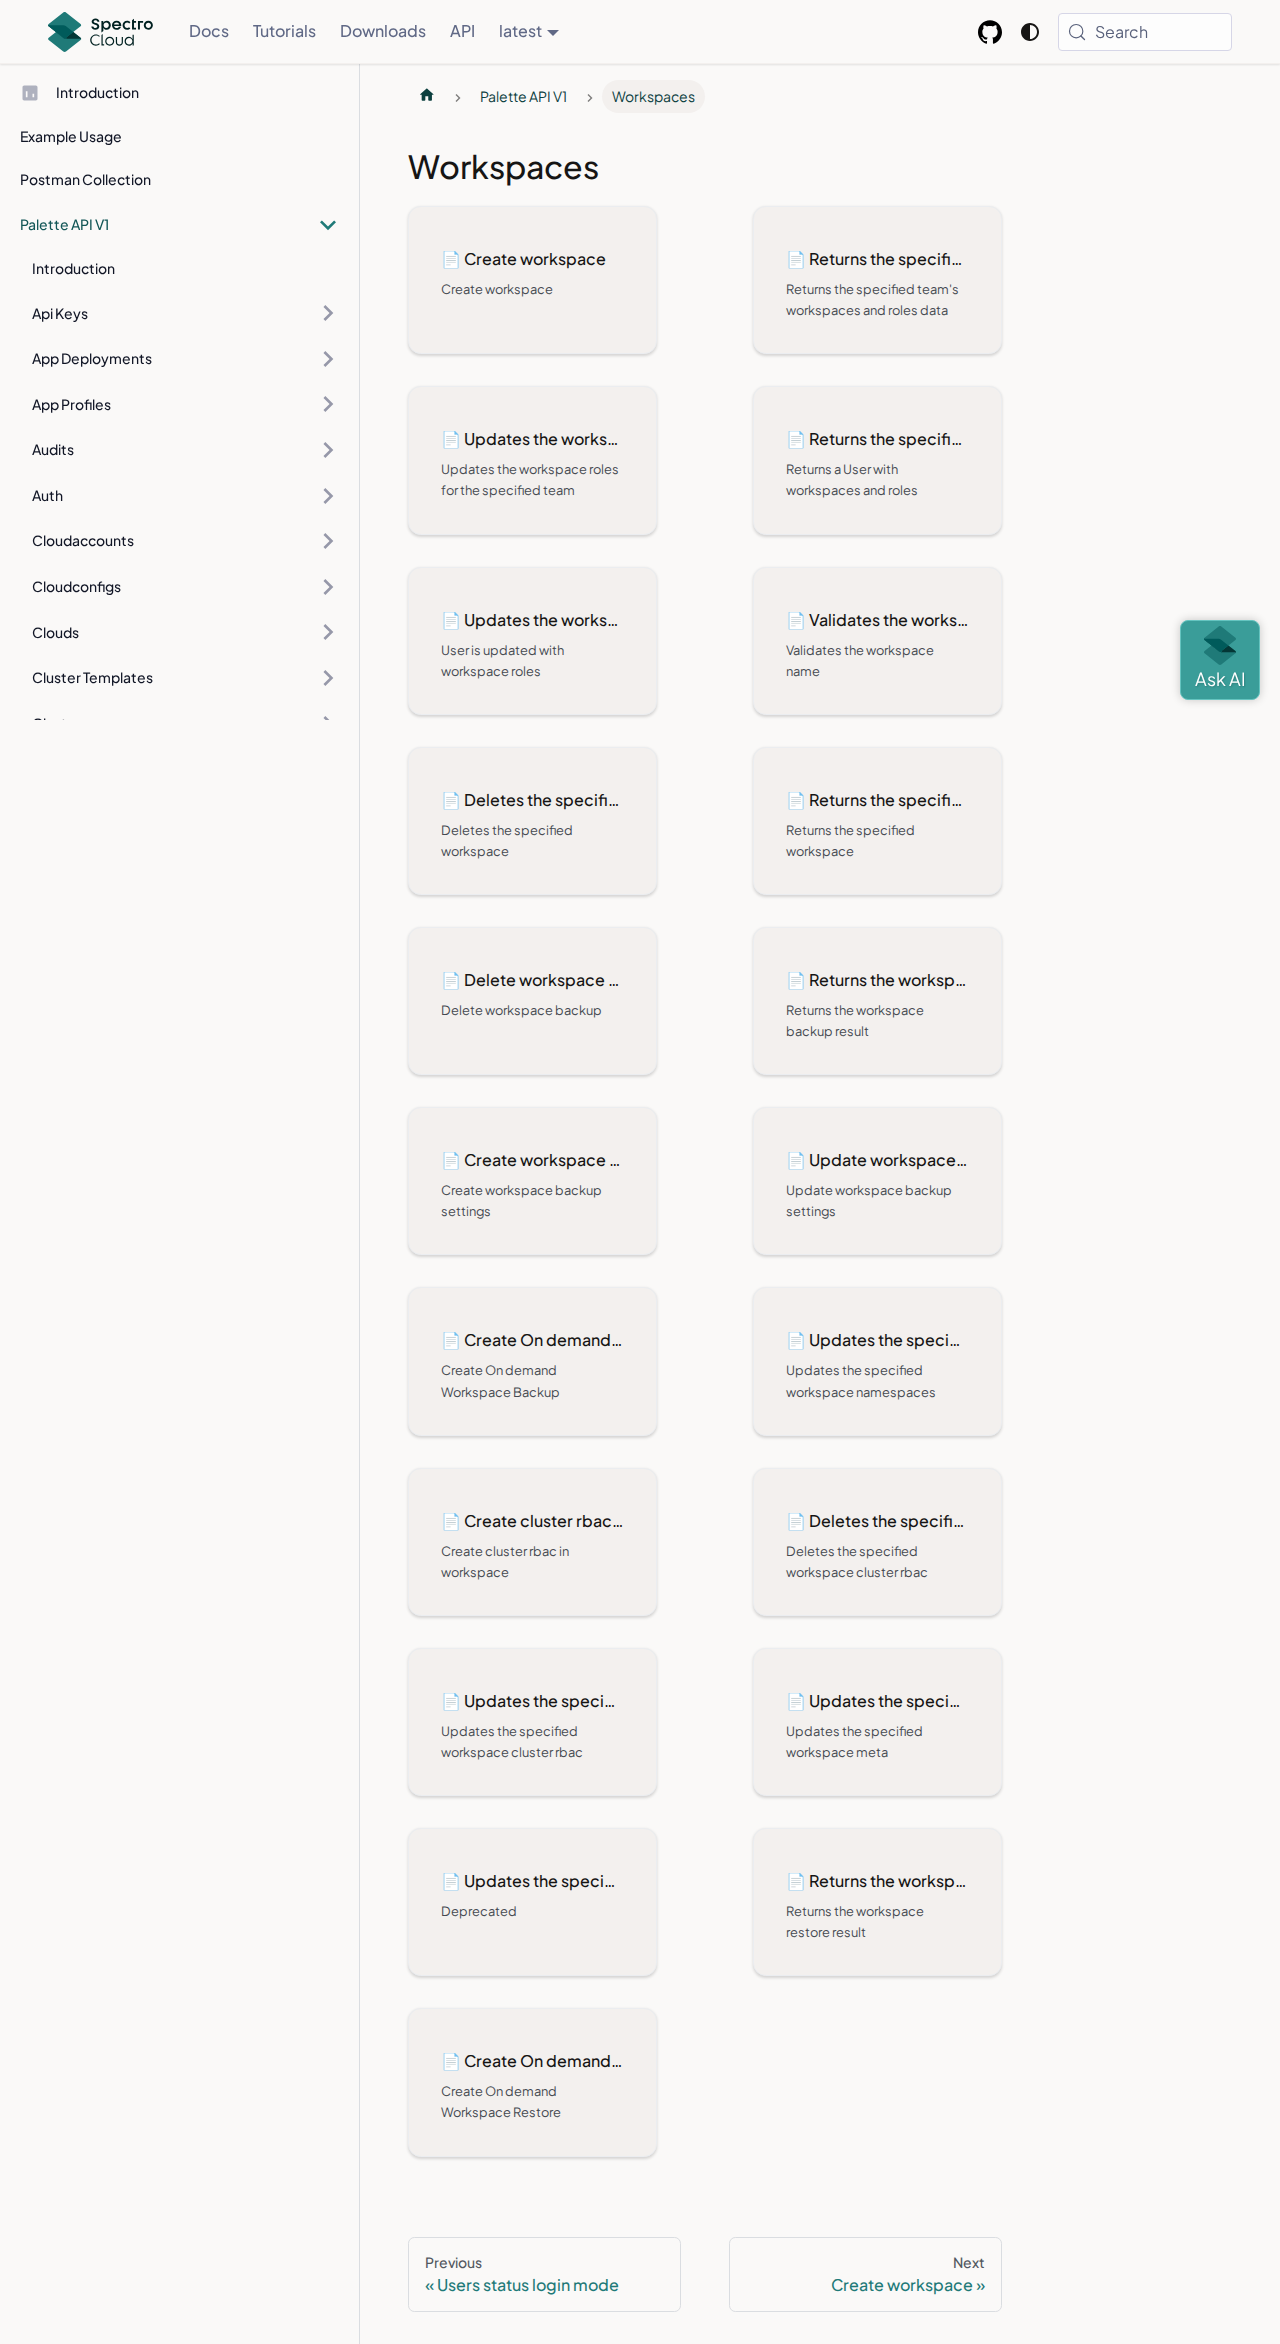 Spectro
Cloud
Docs
Tutorials
Downloads
API
latest
Search
Introduction
Example Usage
Postman Collection
Palette API V1
Introduction
Api Keys
App Deployments
App Profiles
Audits
Auth
Cloudaccounts
Cloudconfigs
Clouds
Cluster Templates
Palette API V1
Workspaces
Workspaces
Create workspace
Create workspace
Returns the specifi...
Returns the specified team's
workspaces and roles data
Updates the works...
Updates the workspace roles
for the specified team
Returns the specifi...
Returns a User with
workspaces and roles
Updates the works...
User is updated with
workspace roles
Validates the works...
Validates the workspace
name
Deletes the specifi...
Deletes the specified
workspace
Returns the specifi...
Returns the specified
workspace
Delete workspace ...
Delete workspace backup
Returns the worksp...
Returns the workspace
backup result
Create workspace ...
Create workspace backup
settings
Update workspace...
Update workspace backup
settings
Create On demand...
Create On demand
Workspace Backup
Updates the speci...
Updates the specified
workspace namespaces
Create cluster rbac...
Create cluster rbac in
workspace
Deletes the specifi...
Deletes the specified
workspace cluster rbac
Updates the speci...
Updates the specified
workspace cluster rbac
Updates the speci...
Updates the specified
workspace meta
Updates the speci...
Deprecated
Returns the worksp...
Returns the workspace
restore result
Create On demand...
Create On demand
Workspace Restore
Ask AI
Previous
« Users status login mode
Next
Create workspace »